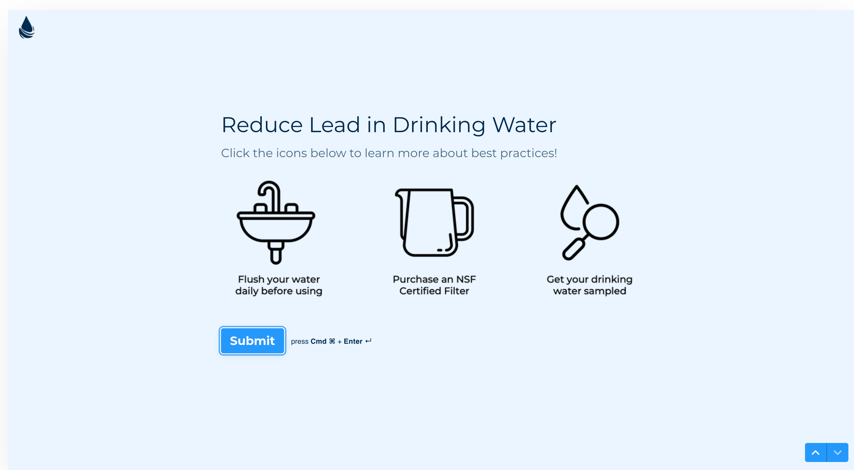 Reduce Lead in Drinking Water
Click the icons below to learn more about best practices!
Flush your water
daily before using
Purchase an NSF
Certified Filter
Get your drinking
water sampled
Submit
press Cmd ⌘ + Enter ↵